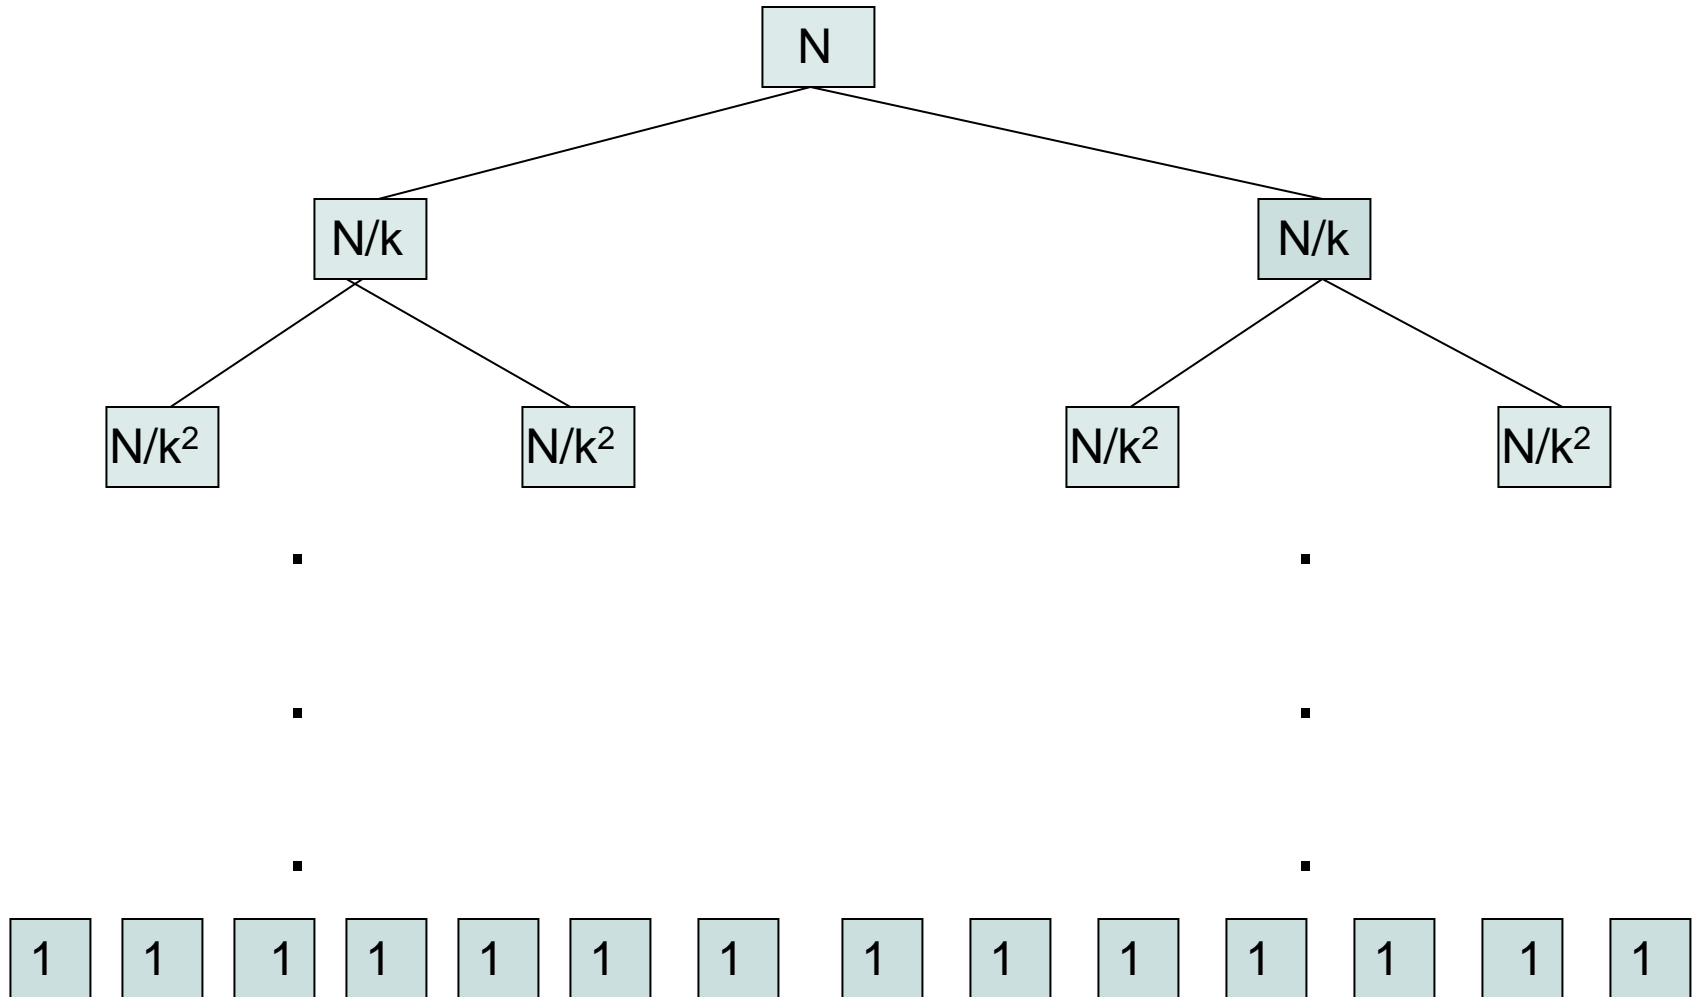 N
N/k N/k
N/k² N/k² N/k² N/k²
1 1 1 1 1 1 1 1 1 1 1 1 1 1